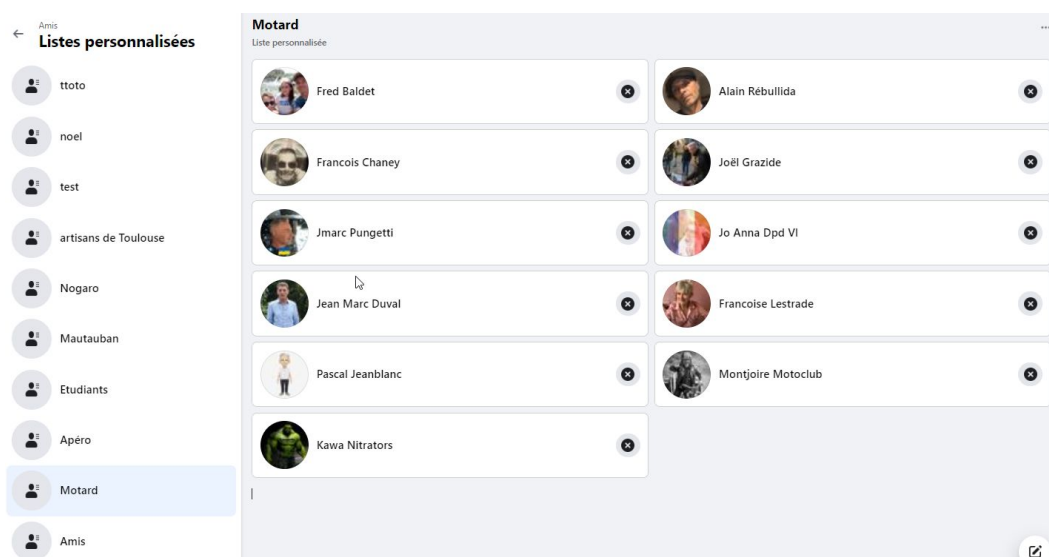 Amis
Listes personnalisées
ttoto
noel
test
artisans de Toulouse
Nogaro
Mautauban
Etudiants
Apéro
Motard
Amis
Motard
Liste personnalisée
Fred Baldet
Alain Rébullida
Francois Chaney
Joël Grazide
Jmarc Pungetti
Jo Anna Dpd Vl
Jean Marc Duval
Francoise Lestrade
Pascal Jeanblanc
Montjoire Motoclub
Kawa Nitrators